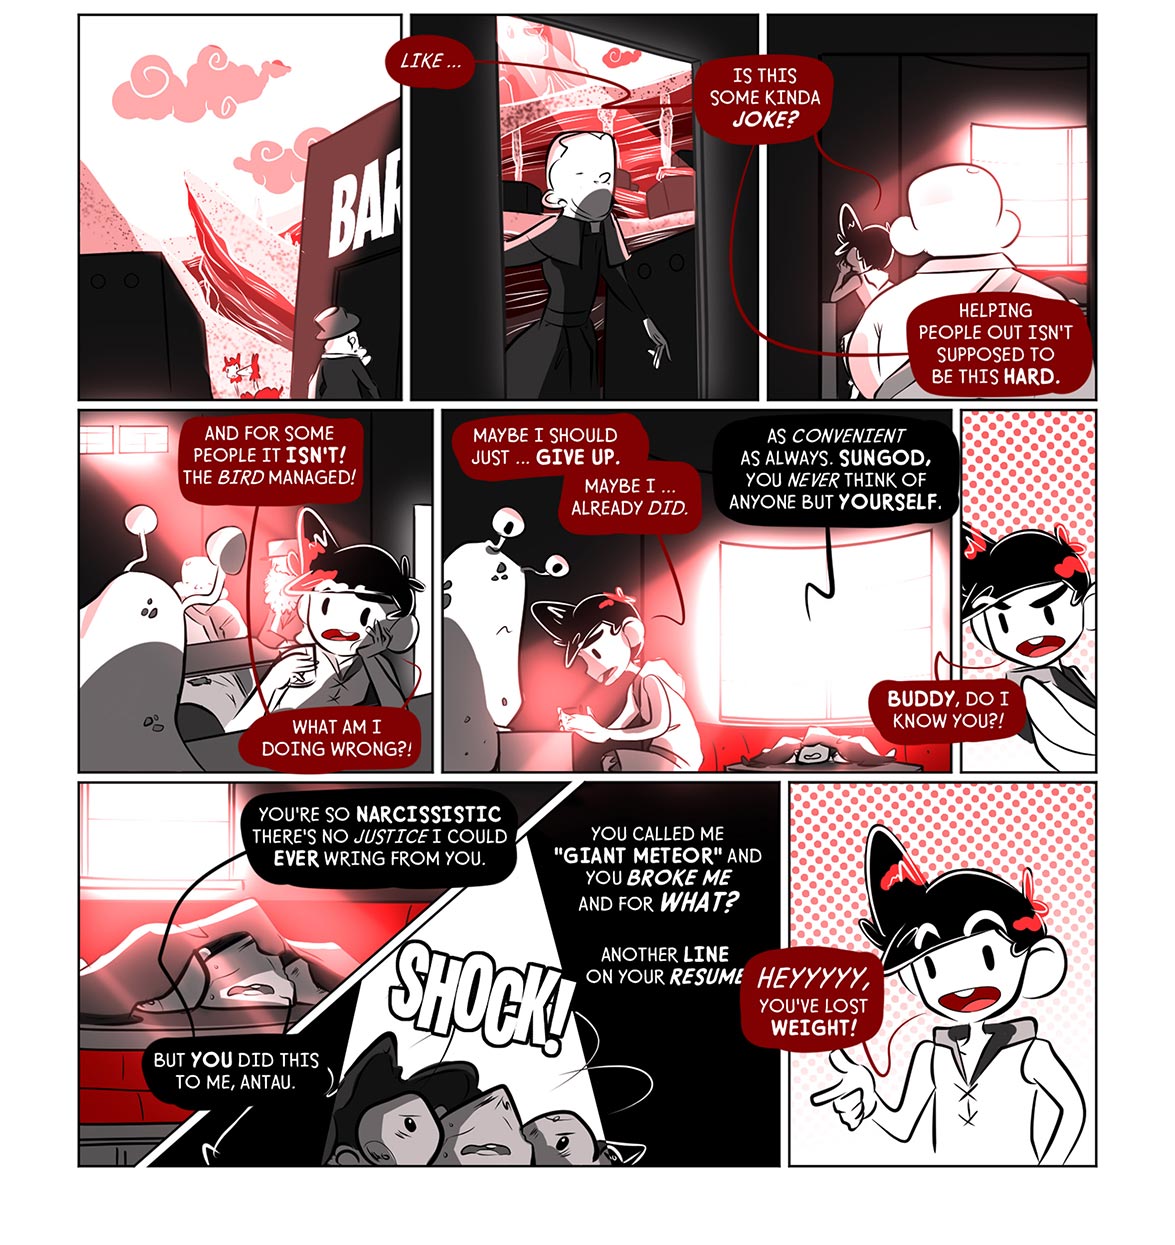 LIKE ...
BAR
IS THIS
SOME KINDA
JOKE?
HELPING
PEOPLE OUT ISN'T
SUPPOSED TO
BE THIS HARD.
AND FOR SOME
PEOPLE IT ISN'T!
THE BIRD MANAGED!
WHAT AM I
DOING WRONG?!
MAYBE I SHOULD
JUST ... GIVE UP.
MAYBE I ...
ALREADY DID.
AS CONVENIENT
AS ALWAYS. SUNGOD,
YOU NEVER THINK OF
ANYONE BUT YOURSELF.
BUDDY, DO I
KNOW YOU?!
YOU'RE SO NARCISSISTIC
THERE'S NO JUSTICE I COULD
EVER WRING FROM YOU.
BUT YOU DID THIS
TO ME, ANTAU.
SHOCK!
YOU CALLED ME
"GIANT METEOR" AND
YOU BROKE ME
AND FOR WHAT?
ANOTHER LINE
ON YOUR RESUME
HEYYYYY,
YOU'VE LOST
WEIGHT!